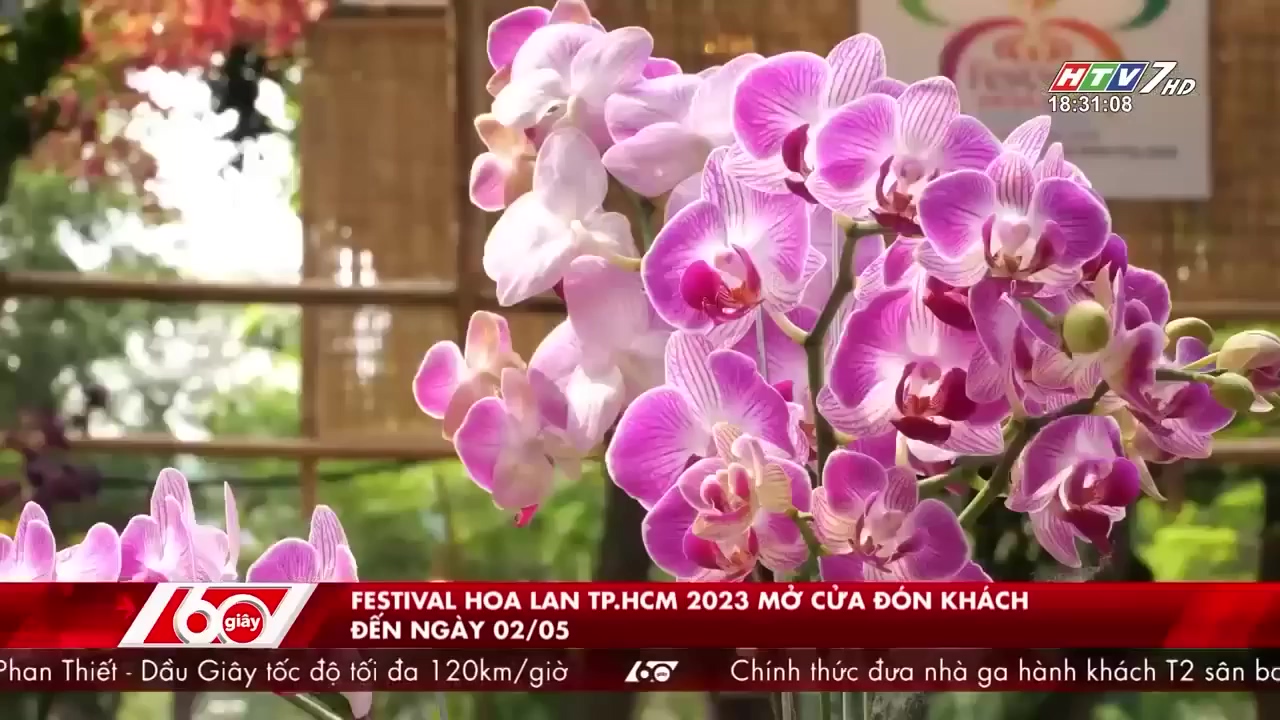 HTV7 HD
18:31:08
60 giây
FESTIVAL HOA LAN TP.HCM 2023 MỞ CỬA ĐÓN KHÁCH
ĐẾN NGÀY 02/05
Phan Thiết - Dầu Giây tốc độ tối đa 120km/giờ 60 giây Chính thức đưa nhà ga hành khách T2 sân